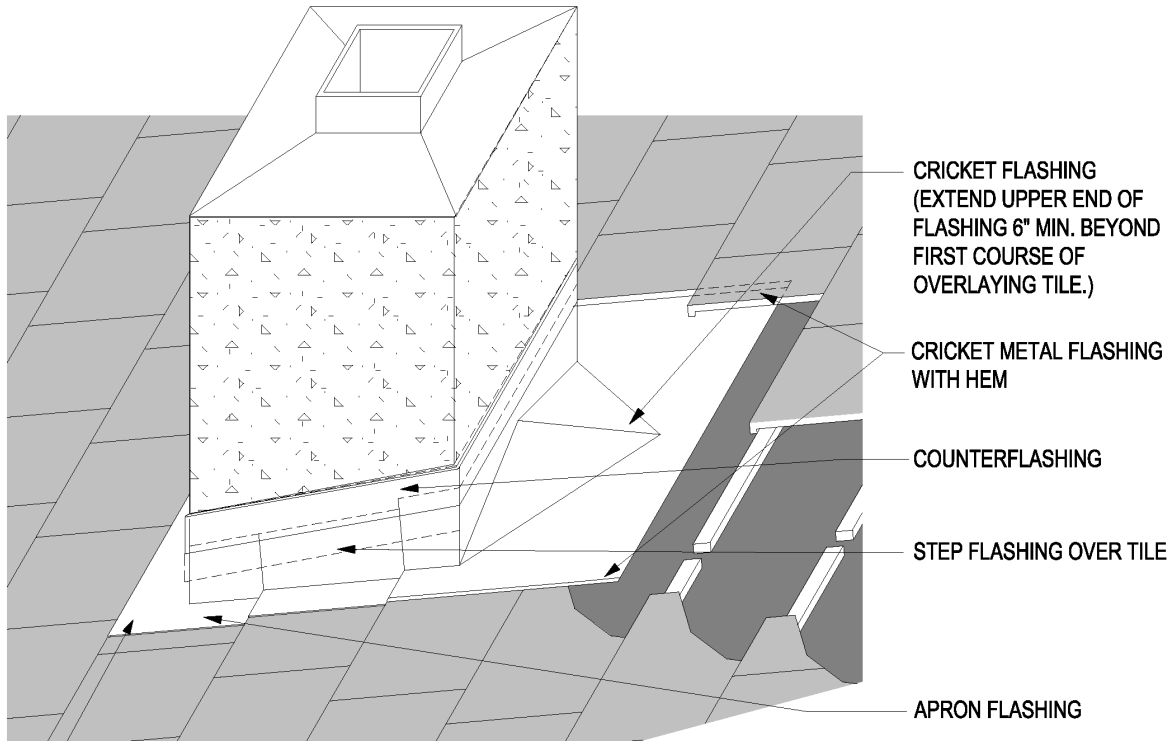 CRICKET FLASHING
(EXTEND UPPER END OF
FLASHING 6" MIN. BEYOND
FIRST COURSE OF
OVERLAYING TILE.)
CRICKET METAL FLASHING
WITH HEM
COUNTERFLASHING
STEP FLASHING OVER TILE
APRON FLASHING